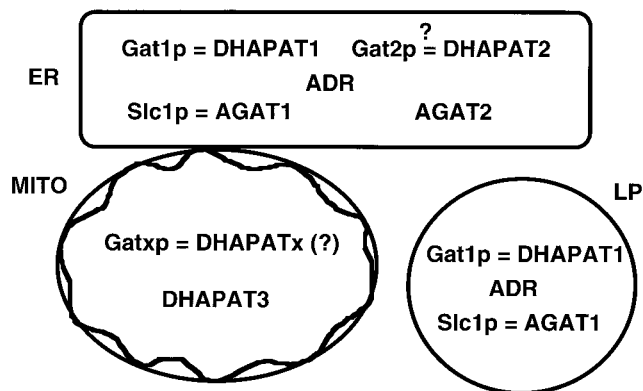 Gat1p = DHAPAT1 Gat2p ?= DHAPAT2
ER
ADR
Slc1p = AGAT1 AGAT2
MITO
LP
Gatxp = DHAPATx (?)
DHAPAT3
Gat1p = DHAPAT1
ADR
Slc1p = AGAT1